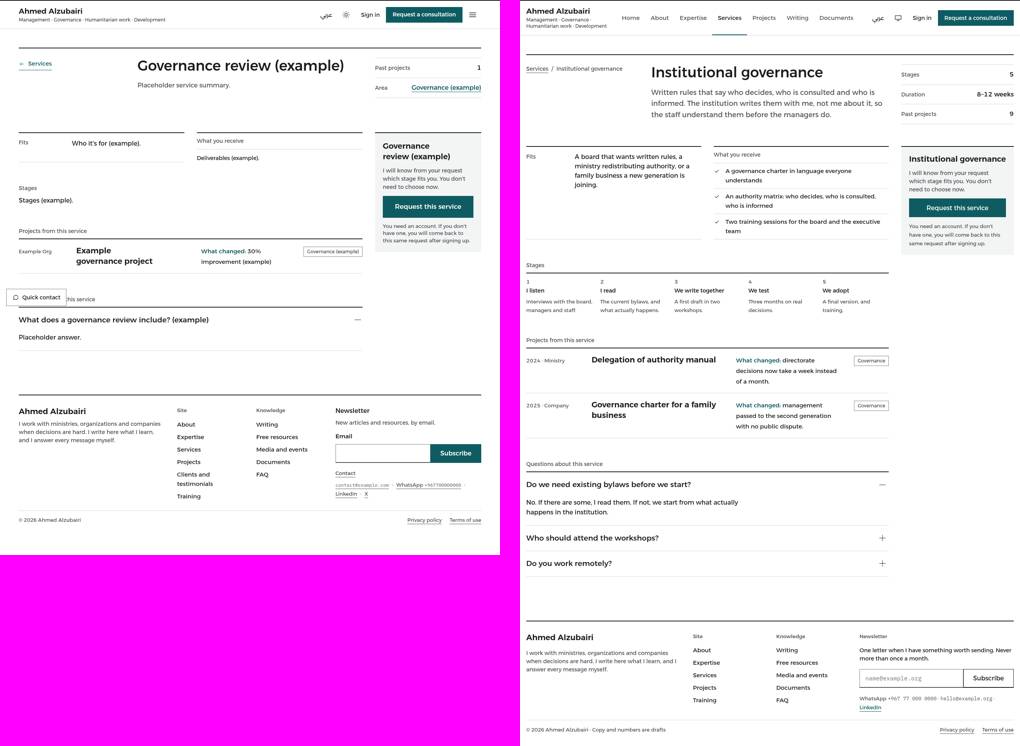 Ahmed Alzubairi
Management · Governance · Humanitarian work · Development
عربي
Sign in
Request a consultation
← Services
Governance review (example)
Placeholder service summary.
Past projects 1
Area Governance (example)
Fits
Who it's for (example).
What you receive
Deliverables (example).
Governance
review (example)
I will know from your request
which stage fits you. You don't
need to choose now.
Request this service
You need an account. If you don't
have one, you will come back to
this same request after signing up.
Stages
Stages (example).
Projects from this service
Example Org
Example
governance project
What changed: 30%
improvement (example)
Governance (example)
Quick contact
this service
What does a governance review include? (example)
Placeholder answer.
Ahmed Alzubairi
I work with ministries, organizations and companies
when decisions are hard. I write here what I learn,
and I answer every message myself.
Site
About
Expertise
Services
Projects
Clients and
testimonials
Training
Knowledge
Writing
Free resources
Media and events
Documents
FAQ
Newsletter
New articles and resources, by email.
Email
Subscribe
Contact
contact@example.com · WhatsApp +967700000000 ·
LinkedIn · X
© 2026 Ahmed Alzubairi
Privacy policy
Terms of use
Ahmed Alzubairi
Management · Governance ·
Humanitarian work · Development
Home
About
Expertise
Services
Projects
Writing
Documents
عربي
Sign in
Request a consultation
Services / Institutional governance
Institutional governance
Written rules that say who decides, who is consulted and who is
informed. The institution writes them with me, not me about it, so
the staff understand them before the managers do.
Stages 5
Duration 8–12 weeks
Past projects 9
Fits
A board that wants written rules, a
ministry redistributing authority, or a
family business a new generation is
joining.
What you receive
A governance charter in language everyone
understands
An authority matrix: who decides, who is consulted,
who is informed
Two training sessions for the board and the executive
team
Institutional governance
I will know from your request
which stage fits you. You don't
need to choose now.
Request this service
You need an account. If you don't
have one, you will come back to
this same request after signing up.
Stages
1
I listen
Interviews with the board,
managers and staff.
2
I read
The current bylaws, and
what actually happens.
3
We write together
A first draft in two
workshops.
4
We test
Three months on real
decisions.
5
We adopt
A final version, and
training.
Projects from this service
2024 · Ministry
Delegation of authority manual
What changed: directorate
decisions now take a week instead
of a month.
Governance
2025 · Company
Governance charter for a family
business
What changed: management
passed to the second generation
with no public dispute.
Governance
Questions about this service
Do we need existing bylaws before we start?
No. If there are some, I read them. If not, we start from what actually
happens in the institution.
Who should attend the workshops?
Do you work remotely?
Ahmed Alzubairi
I work with ministries, organizations and companies
when decisions are hard. I write here what I learn, and I
answer every message myself.
Site
About
Expertise
Services
Projects
Training
Knowledge
Writing
Free resources
Media and events
Documents
FAQ
Newsletter
One letter when I have something worth sending. Never
more than once a month.
name@example.org
Subscribe
WhatsApp +967 77 000 0000 · hello@example.org ·
LinkedIn
© 2026 Ahmed Alzubairi · Copy and numbers are drafts
Privacy policy
Terms of use